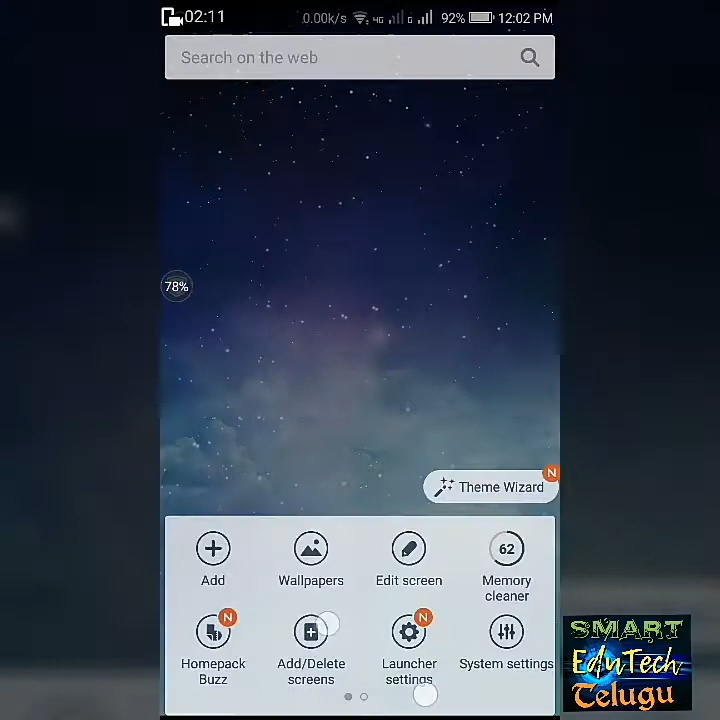 02:11 0.00k/s 4G G 92% 12:02 PM
Search on the web
78%
N
Theme Wizard
62
Add Wallpapers Edit screen Memory cleaner
N N
Homepack Buzz Add/Delete screens Launcher settings System settings
SMART
EduTech
Telugu